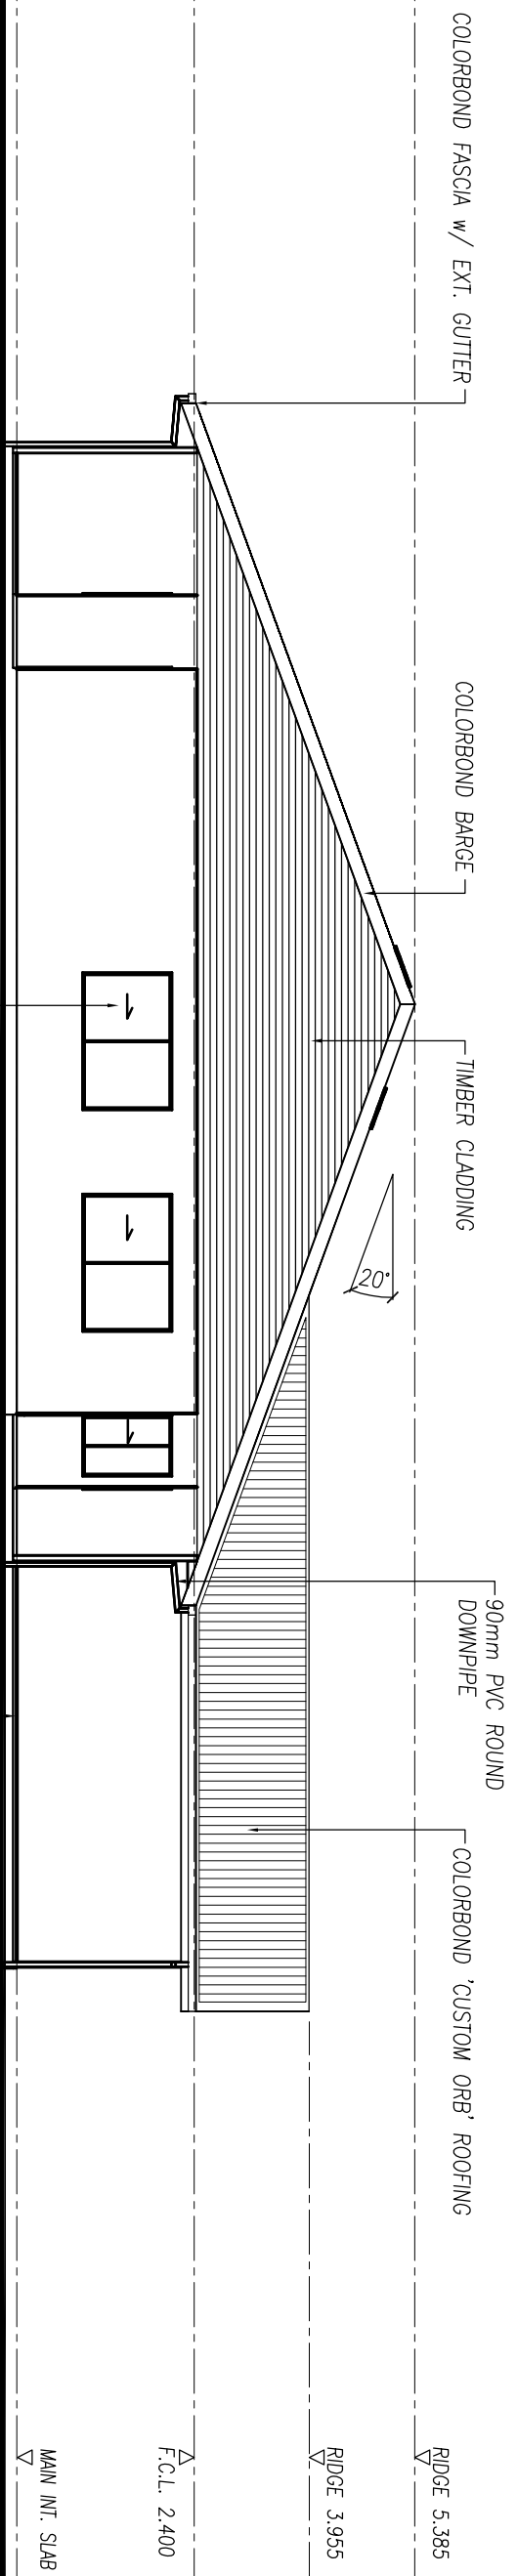 COLORBOND FASCIA w/ EXT. GUTTER
COLORBOND BARGE
TIMBER CLADDING
20°
90mm PVC ROUND
DOWNPIPE
COLORBOND 'CUSTOM ORB' ROOFING
RIDGE 5.385
RIDGE 3.955
F.C.L. 2.400
MAIN INT. SLAB